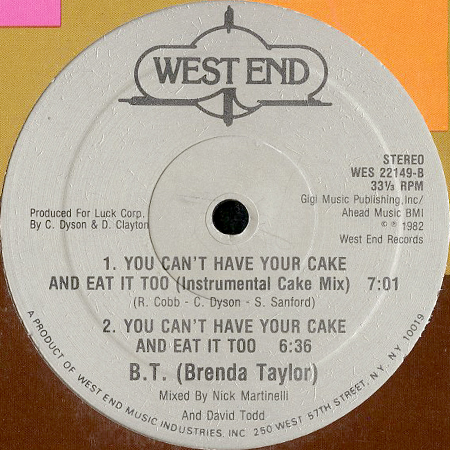 WEST END
STEREO
WES 22149-B
33⅓ RPM
Gigi Music Publishing, Inc/
Ahead Music BMI
© ℗ 1982
West End Records
Produced For Luck Corp.
By C. Dyson & D. Clayton
1. YOU CAN'T HAVE YOUR CAKE
AND EAT IT TOO (Instrumental Cake Mix) 7:01
(R. Cobb - C. Dyson - S. Sanford)
2. YOU CAN'T HAVE YOUR CAKE
AND EAT IT TOO 6:36
B.T. (Brenda Taylor)
Mixed By Nick Martinelli
And David Todd
A PRODUCT OF WEST END MUSIC INDUSTRIES, INC 250 WEST 57TH STREET, NY, NY 10019